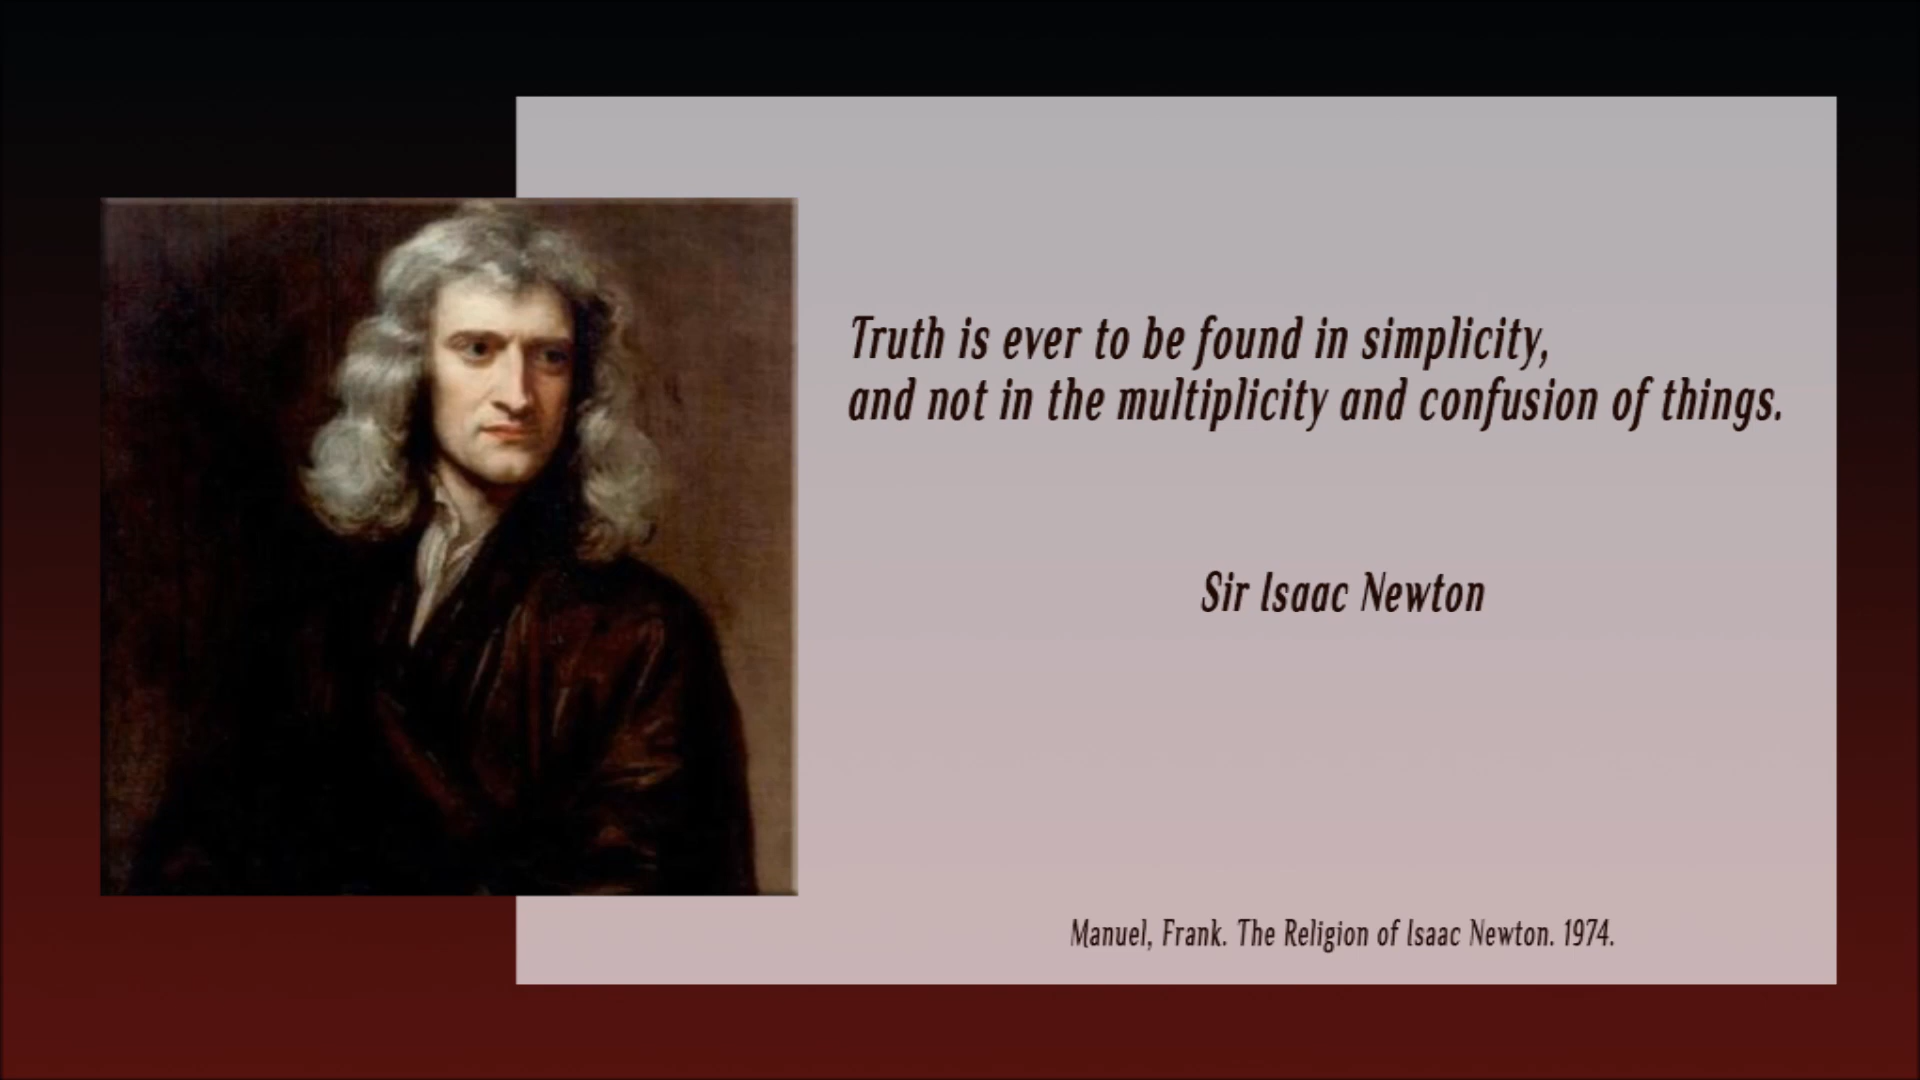 Truth is ever to be found in simplicity,
and not in the multiplicity and confusion of things.
Sir Isaac Newton
Manuel, Frank. The Religion of Isaac Newton. 1974.